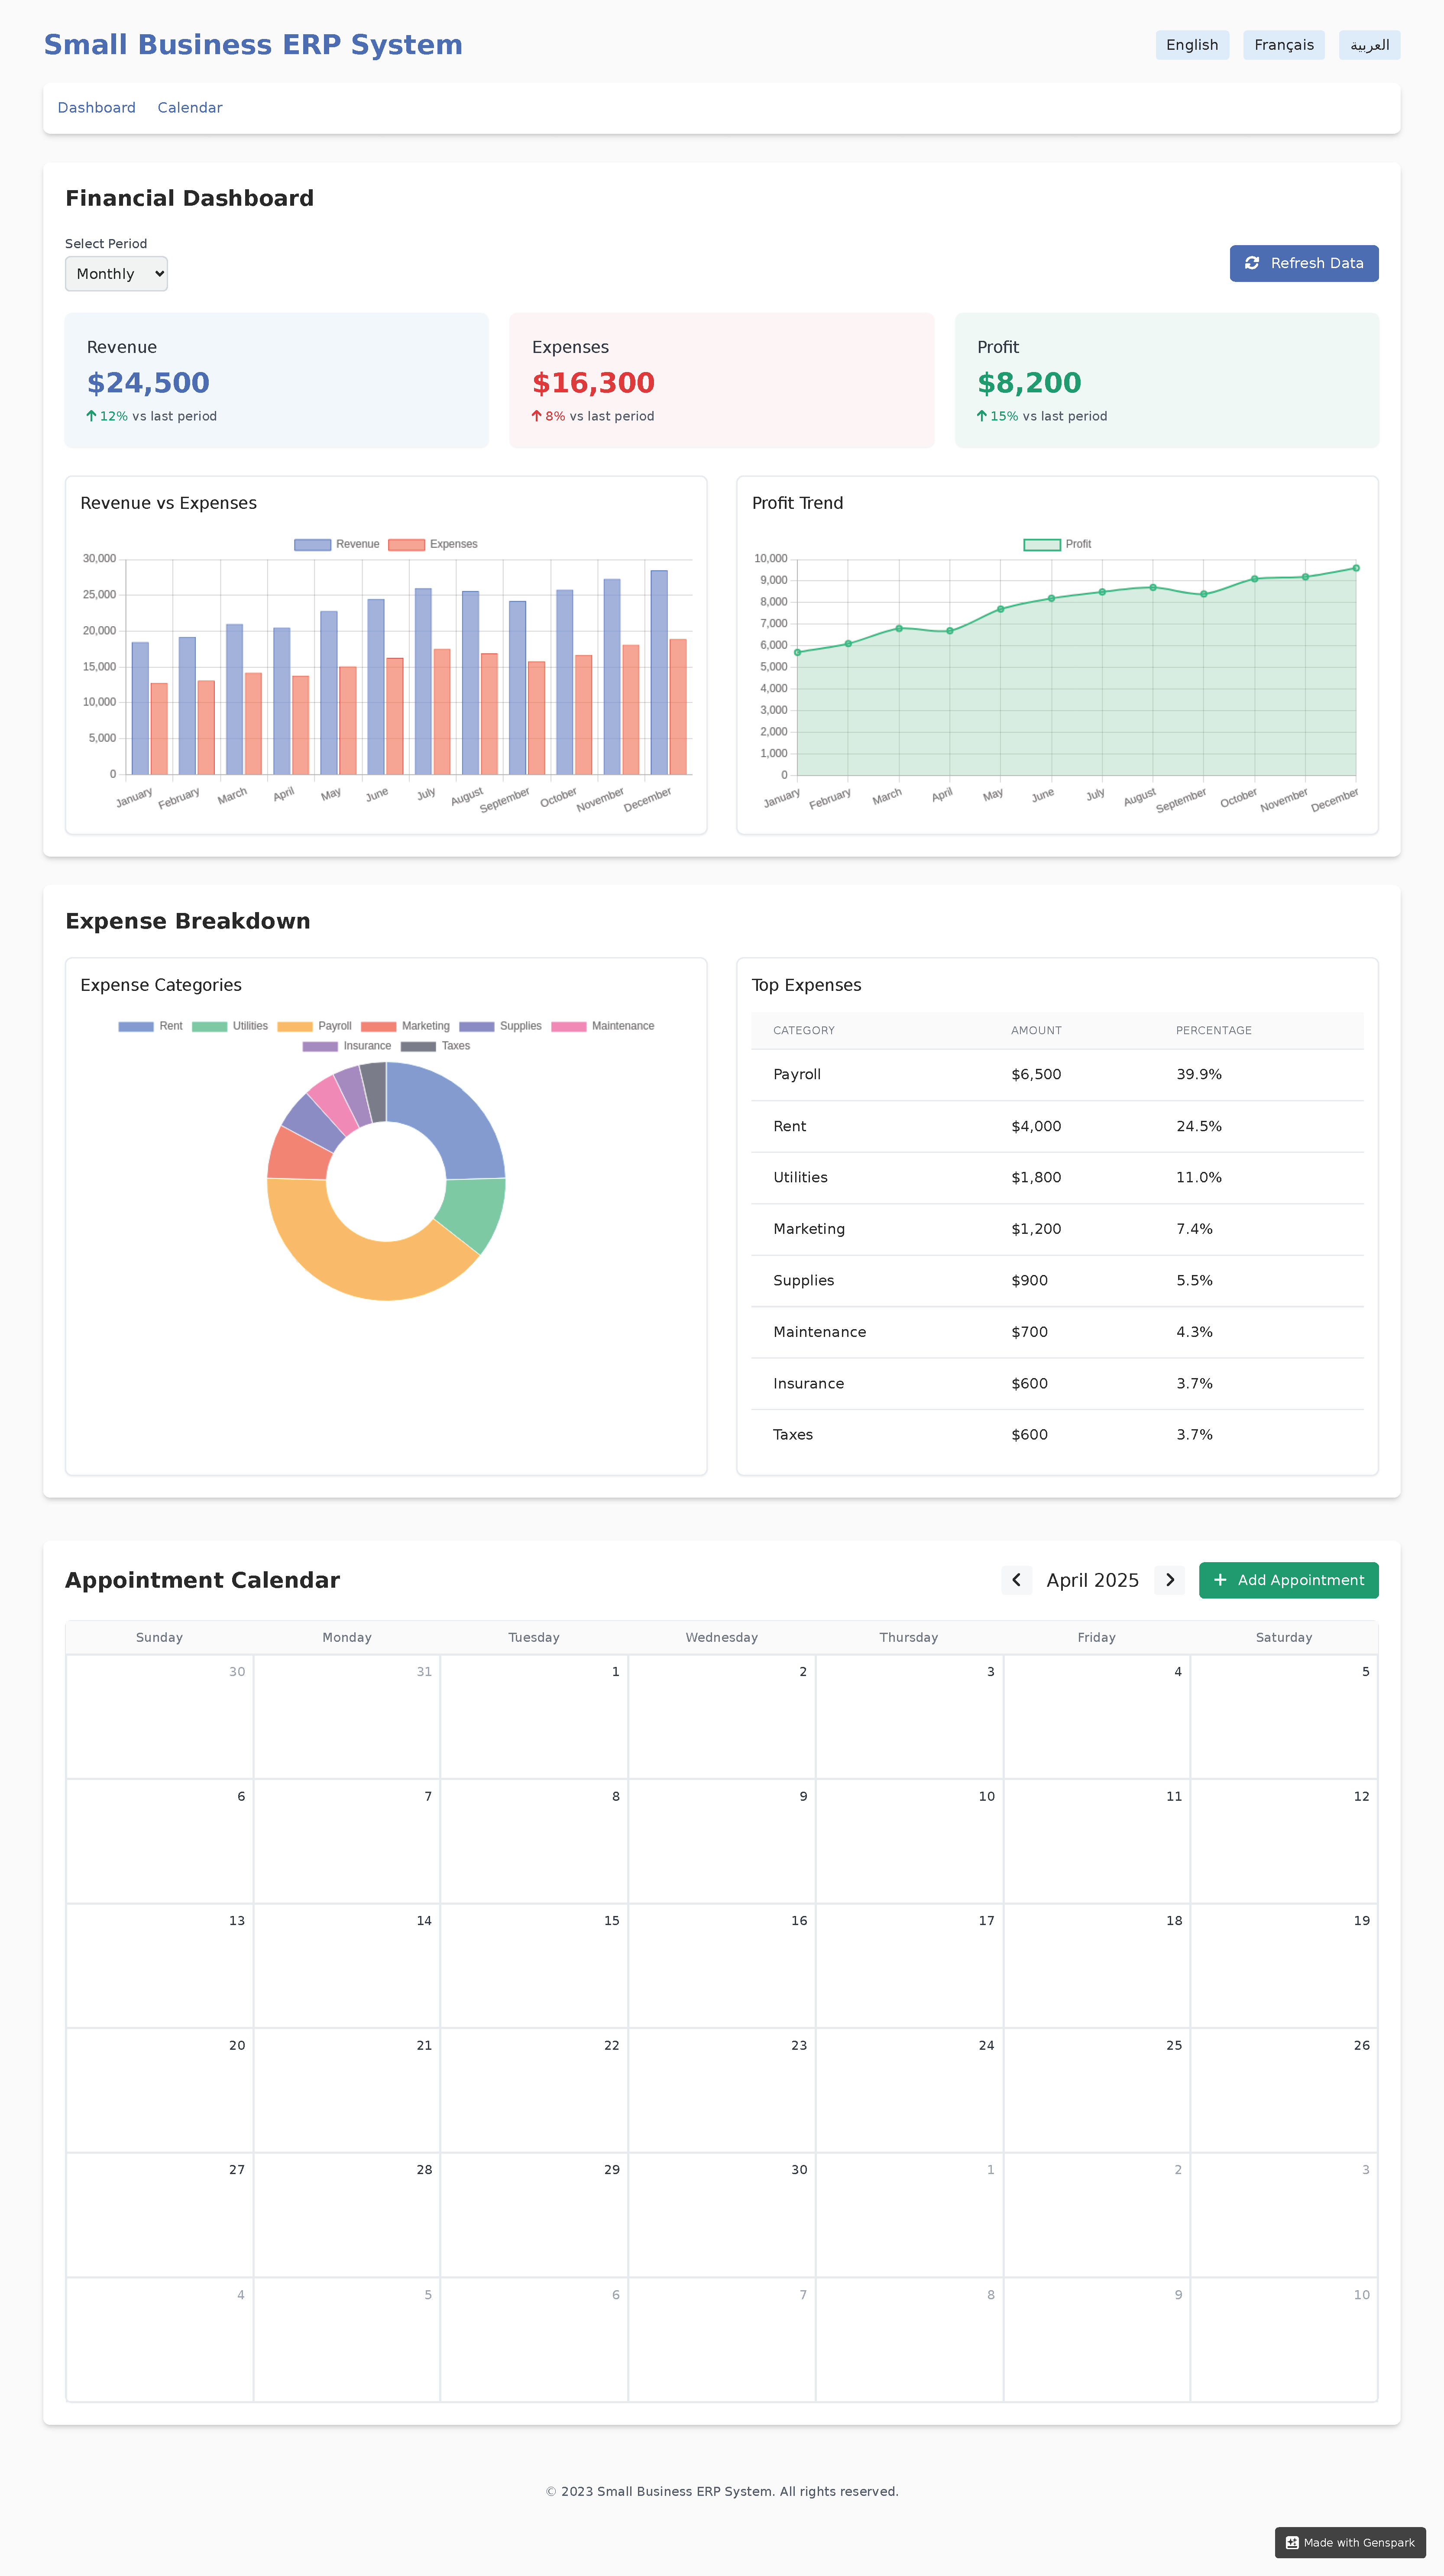 Small Business ERP System
English Français العربية
Dashboard Calendar
Financial Dashboard
Select Period
Monthly
Refresh Data
Revenue Expenses Profit
$24,500 $16,300 $8,200
12% vs last period 8% vs last period 15% vs last period
Revenue vs Expenses
Revenue Expenses
30,000
25,000
20,000
15,000
10,000
5,000
0
January February March April May June July August September October November December
Profit Trend
Profit
10,000
9,000
8,000
7,000
6,000
5,000
4,000
3,000
2,000
1,000
0
January February March April May June July August September October November December
Expense Breakdown
Expense Categories
Rent Utilities Payroll Marketing Supplies Maintenance
Insurance Taxes
Top Expenses
CATEGORY AMOUNT PERCENTAGE
Payroll $6,500 39.9%
Rent $4,000 24.5%
Utilities $1,800 11.0%
Marketing $1,200 7.4%
Supplies $900 5.5%
Maintenance $700 4.3%
Insurance $600 3.7%
Taxes $600 3.7%
Appointment Calendar
April 2025
Add Appointment
Sunday Monday Tuesday Wednesday Thursday Friday Saturday
30 31 1 2 3 4 5
6 7 8 9 10 11 12
13 14 15 16 17 18 19
20 21 22 23 24 25 26
27 28 29 30 1 2 3
4 5 6 7 8 9 10
© 2023 Small Business ERP System. All rights reserved.
Made with Genspark